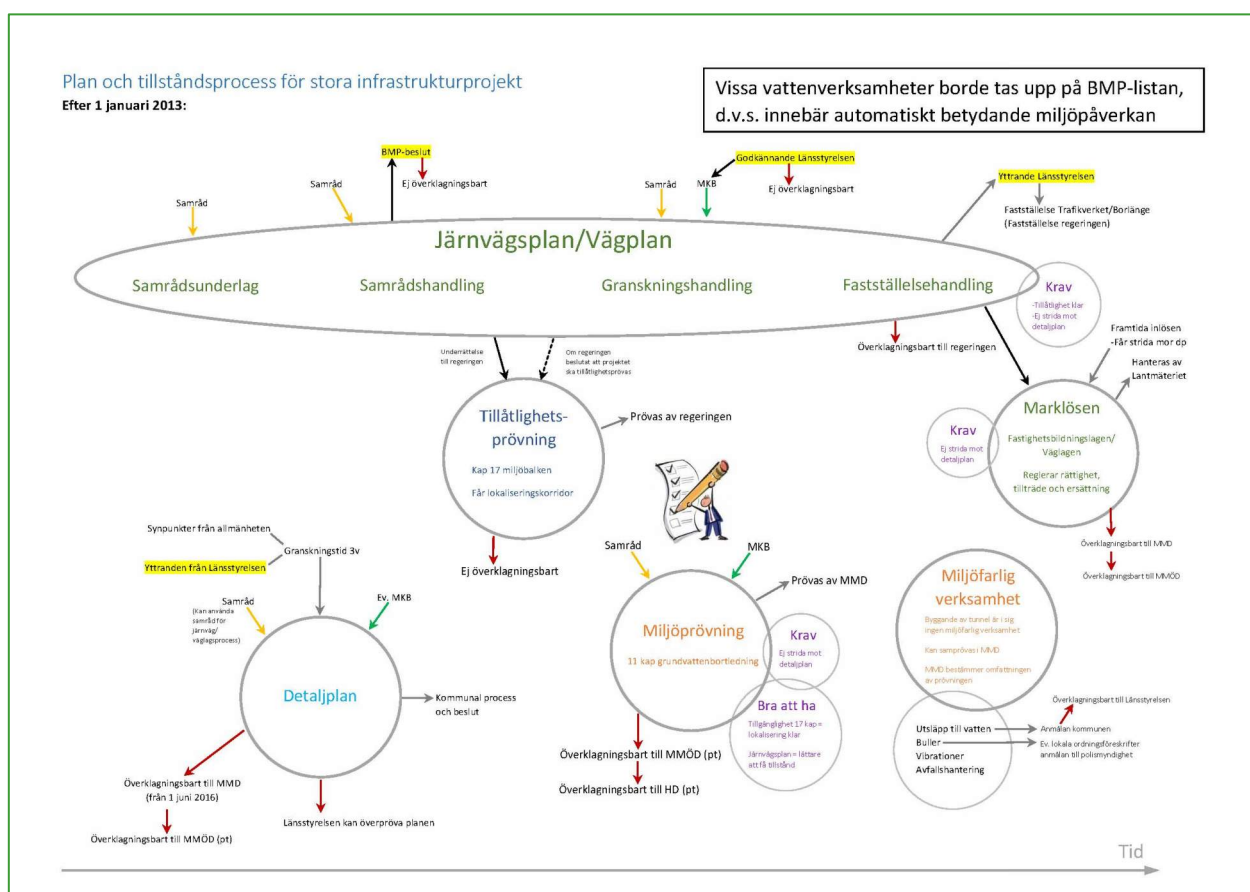 Plan och tillståndsprocess för stora infrastrukturprojekt
Efter 1 januari 2013:
Vissa vattenverksamheter borde tas upp på BMP-listan,
d.v.s. innebär automatiskt betydande miljöpåverkan
BMP-beslut
Ej överklagningsbart
Samråd
Samråd
Samråd
MKB
Godkännande Länsstyrelsen
Ej överklagningsbart
Yttrande Länsstyrelsen
Fastställelse Trafikverket/Borlänge
(Fastställelse regeringen)
Järnvägsplan/Vägplan
Samrådsunderlag
Samrådshandling
Granskningshandling
Fastställelsehandling
Krav
-Tillåtlighet klar
-Ej strida mot
detaljplan
Underrättelse
till regeringen
Om regeringen
beslutat att projektet
ska tillåtlighetsprövas
Överklagningsbart till regeringen
Framtida inlösen
-Får strida mor dp
Hanteras av
Lantmäteriet
Tillåtlighets-
prövning
Kap 17 miljöbalken
Får lokaliseringskorridor
Prövas av regeringen
Ej överklagningsbart
Krav
Ej strida mot
detaljplan
Marklösen
Fastighetsbildningslagen/
Väglagen
Reglerar rättighet,
tillträde och ersättning
Överklagningsbart till MMD
Överklagningsbart till MMÖD
Synpunkter från allmänheten
Granskningstid 3v
Yttranden från Länsstyrelsen
Samråd
(Kan använda
samråd för
järnväg/
väglagsprocess)
Ev. MKB
Detaljplan
Kommunal process
och beslut
Överklagningsbart till MMD
(från 1 juni 2016)
Överklagningsbart till MMÖD (pt)
Länsstyrelsen kan överpröva planen
Samråd
MKB
Prövas av MMD
Miljöprövning
11 kap grundvattenbortledning
Krav
Ej strida mot
detaljplan
Bra att ha
Tillgänglighet 17 kap =
lokalisering klar
Järnvägsplan = lättare
att få tillstånd
Överklagningsbart till MMÖD (pt)
Överklagningsbart till HD (pt)
Miljöfarlig
verksamhet
Byggande av tunnel är i sig
ingen miljöfarlig verksamhet
Kan samprövas i MMD
MMD bestämmer omfattningen
av prövningen
Utsläpp till vatten
Buller
Vibrationer
Avfallshantering
Överklagningsbart till Länsstyrelsen
Anmälan kommunen
Ev. lokala ordningsföreskrifter
anmälan till polismyndighet
Tid